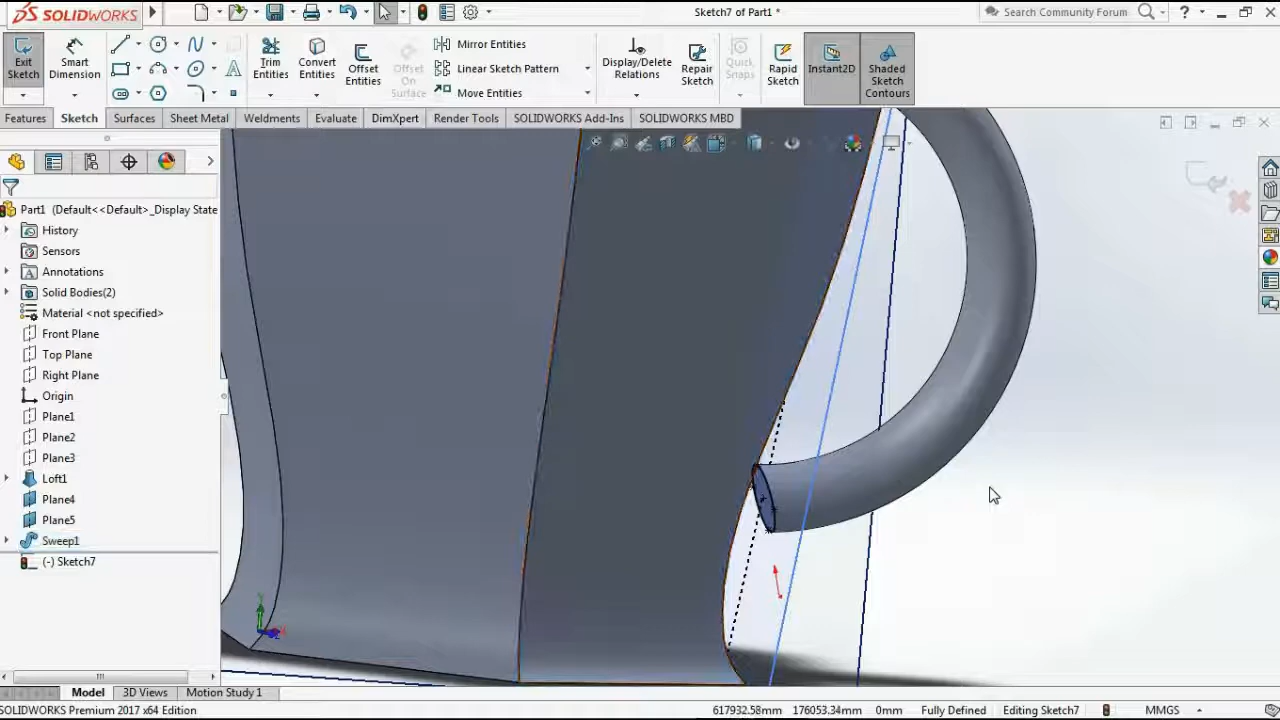 DS SOLIDWORKS
Sketch7 of Part1 *
Search Community Forum
?
Exit Sketch
Smart Dimension
Trim Entities
Convert Entities
Offset Entities
Offset On Surface
Mirror Entities
Linear Sketch Pattern
Move Entities
Display/Delete Relations
Repair Sketch
Quick Snaps
Rapid Sketch
Instant2D
Shaded Sketch Contours
Features
Sketch
Surfaces
Sheet Metal
Weldments
Evaluate
DimXpert
Render Tools
SOLIDWORKS Add-Ins
SOLIDWORKS MBD
Part1 (Default<<Default>_Display State
History
Sensors
Annotations
Solid Bodies(2)
Material <not specified>
Front Plane
Top Plane
Right Plane
Origin
Plane1
Plane2
Plane3
Loft1
Plane4
Plane5
Sweep1
(-) Sketch7
Model
3D Views
Motion Study 1
SOLIDWORKS Premium 2017 x64 Edition
617932.58mm
176053.34mm
0mm
Fully Defined
Editing Sketch7
MMGS